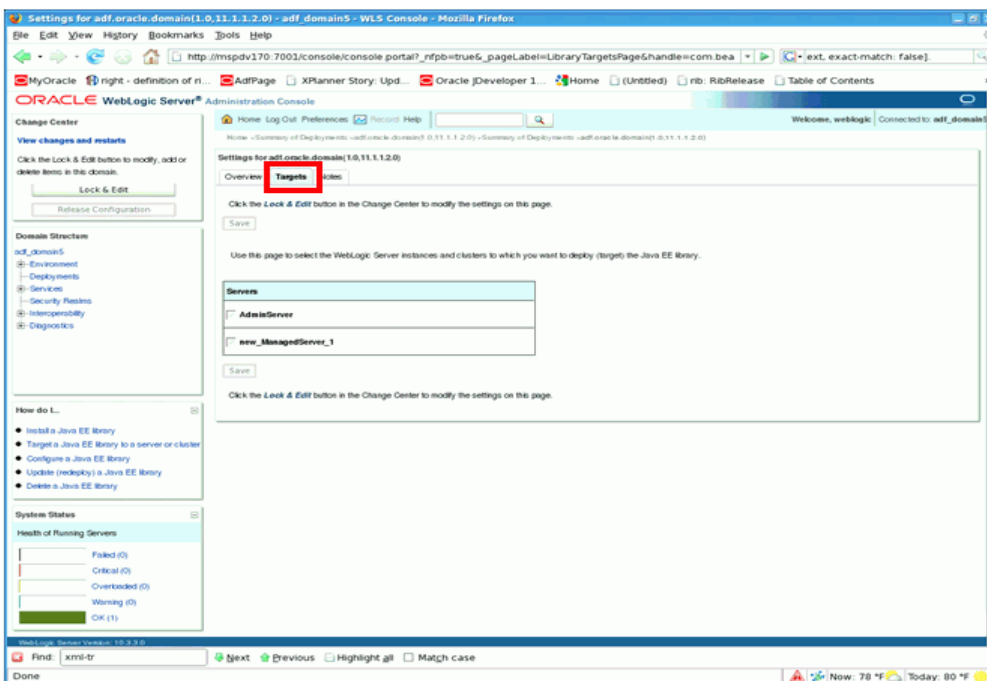 Settings for adf.oracle.domain(1.0,11.1.1.2.0) - adf_domain5 - WLS Console - Mozilla Firefox
File Edit View History Bookmarks Tools Help
http://mspdv170:7001/console/console.portal?_nfpb=true&_pageLabel=LibraryTargetsPage&handle=com.bea
ext, exact-match: false].
MyOracle right - definition of ri... AdfPage XPlanner Story: Upd... Oracle JDeveloper 1... Home (Untitled) rib: RibRelease Table of Contents
ORACLE WebLogic Server® Administration Console
Change Center
View changes and restarts
Click the Lock & Edit button to modify, add or
delete items in this domain.
Lock & Edit
Release Configuration
Domain Structure
adf_domain5
Environment
Deployments
Services
Security Realms
Interoperability
Diagnostics
How do I...
Install a Java EE library
Target a Java EE library to a server or cluster
Configure a Java EE library
Update (redeploy) a Java EE library
Delete a Java EE library
System Status
Health of Running Servers
Failed (0)
Critical (0)
Overloaded (0)
Warning (0)
OK (1)
Home Log Out Preferences Record Help
Welcome, weblogic Connected to: adf_domain5
Home >Summary of Deployments >adf.oracle.domain(1.0,11.1.1.2.0) >Summary of Deployments >adf.oracle.domain(1.0,11.1.1.2.0)
Settings for adf.oracle.domain(1.0,11.1.1.2.0)
Overview Targets Notes
Click the Lock & Edit button in the Change Center to modify the settings on this page.
Save
Use this page to select the WebLogic Server instances and clusters to which you want to deploy (target) the Java EE library.
Servers
AdminServer
new_ManagedServer_1
Save
Click the Lock & Edit button in the Change Center to modify the settings on this page.
WebLogic Server Version: 10.3.3.0
Find: xml-tr Next Previous Highlight all Match case
Done
Now: 78 °F Today: 80 °F